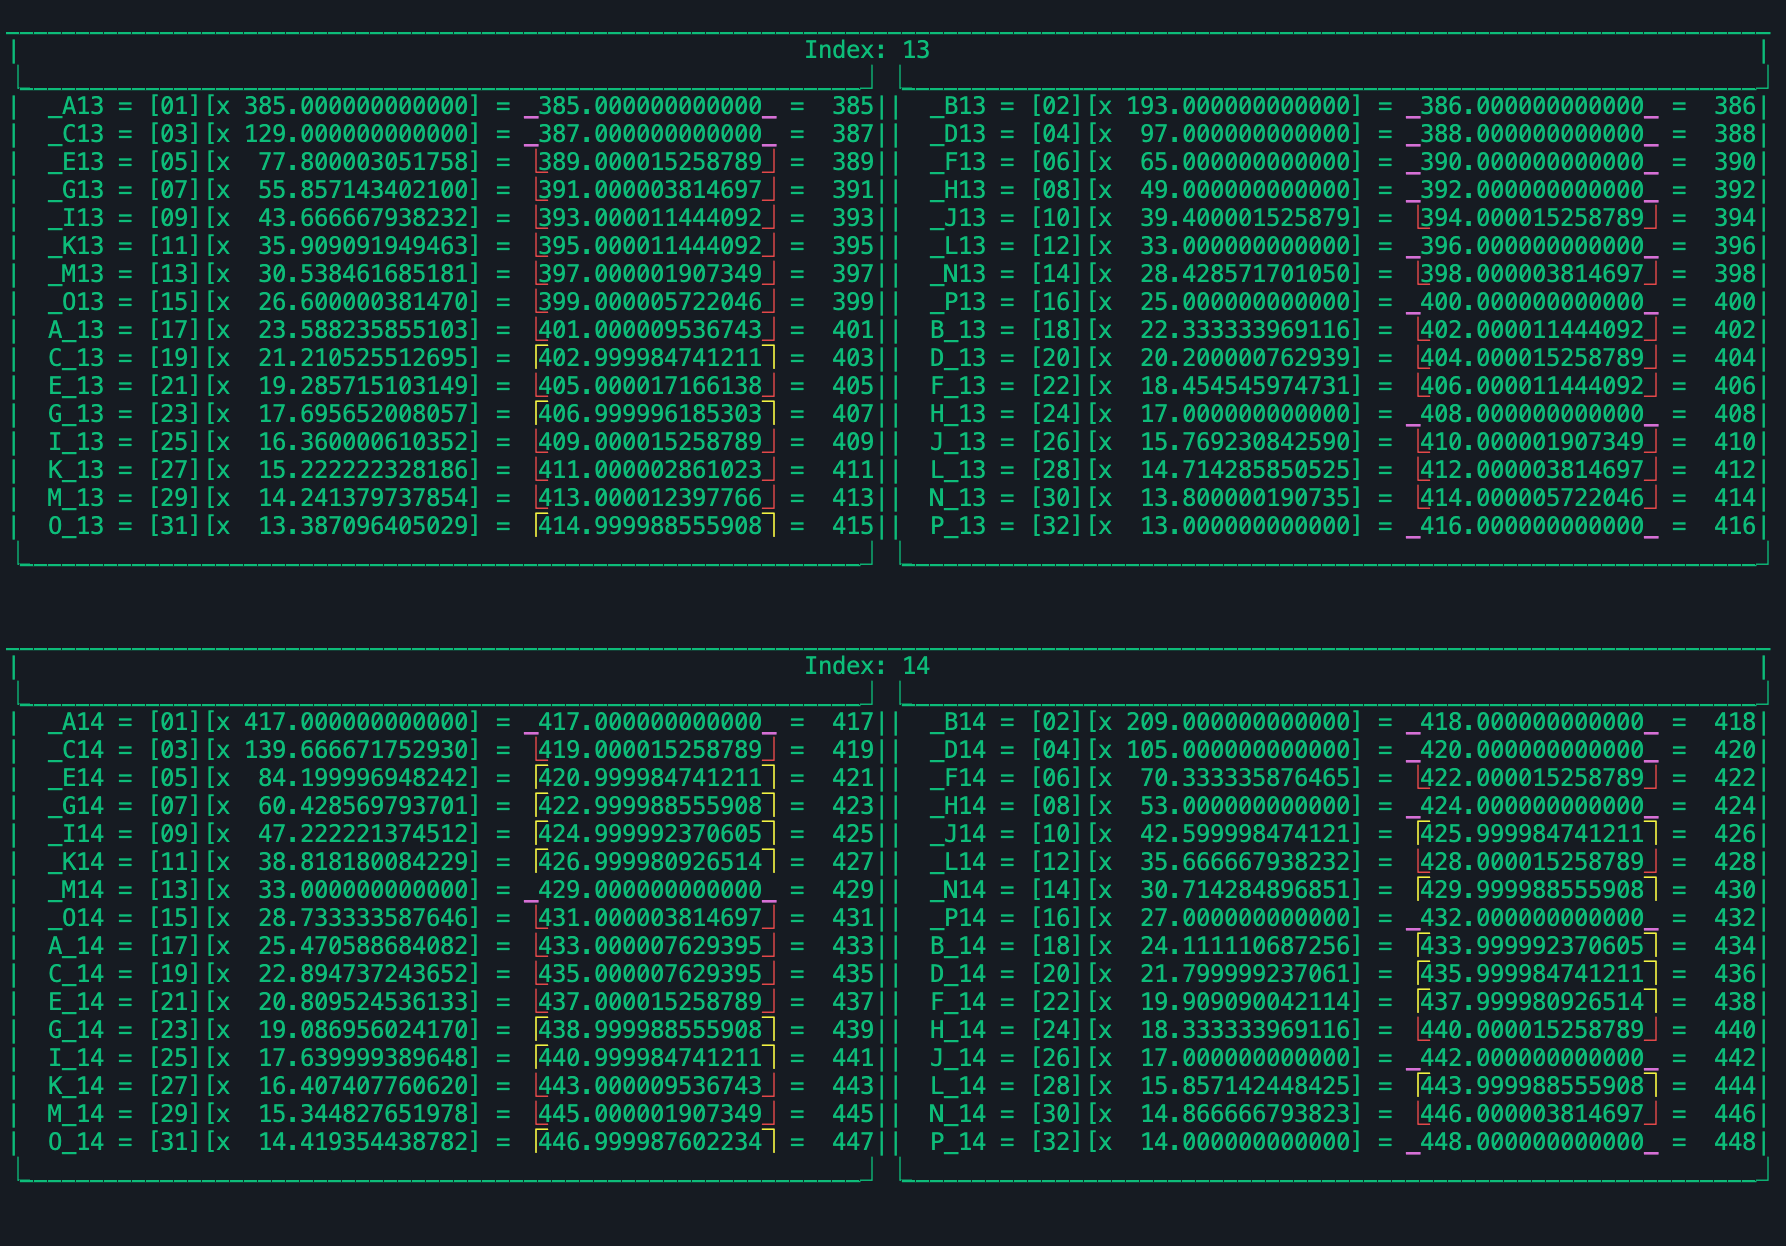 Index: 13
_A13 = [01][x 385.000000000000] = _385.000000000000_ = 385|| _B13 = [02][x 193.000000000000] = _386.000000000000_ = 386|
_C13 = [03][x 129.000000000000] = _387.000000000000_ = 387|| _D13 = [04][x 97.000000000000] = _388.000000000000_ = 388|
_E13 = [05][x 77.800003051758] = ⎣389.000015258789⎦ = 389|| _F13 = [06][x 65.000000000000] = _390.000000000000_ = 390|
_G13 = [07][x 55.857143402100] = ⎣391.000003814697⎦ = 391|| _H13 = [08][x 49.000000000000] = _392.000000000000_ = 392|
_I13 = [09][x 43.666667938232] = ⎣393.000011444092⎦ = 393|| _J13 = [10][x 39.400001525879] = ⎣394.000015258789⎦ = 394|
_K13 = [11][x 35.909091949463] = ⎣395.000011444092⎦ = 395|| _L13 = [12][x 33.000000000000] = _396.000000000000_ = 396|
_M13 = [13][x 30.538461685181] = ⎣397.000001907349⎦ = 397|| _N13 = [14][x 28.428571701050] = ⎣398.000003814697⎦ = 398|
_O13 = [15][x 26.600000381470] = ⎣399.000005722046⎦ = 399|| _P13 = [16][x 25.000000000000] = _400.000000000000_ = 400|
A_13 = [17][x 23.588235855103] = ⎣401.000009536743⎦ = 401|| B_13 = [18][x 22.333333969116] = ⎣402.000011444092⎦ = 402|
C_13 = [19][x 21.210525512695] = ⎡402.999984741211⎤ = 403|| D_13 = [20][x 20.200000762939] = ⎣404.000015258789⎦ = 404|
E_13 = [21][x 19.285715103149] = ⎣405.000017166138⎦ = 405|| F_13 = [22][x 18.454545974731] = ⎣406.000011444092⎦ = 406|
G_13 = [23][x 17.695652008057] = ⎡406.999996185303⎤ = 407|| H_13 = [24][x 17.000000000000] = _408.000000000000_ = 408|
I_13 = [25][x 16.360000610352] = ⎣409.000015258789⎦ = 409|| J_13 = [26][x 15.769230842590] = ⎣410.000001907349⎦ = 410|
K_13 = [27][x 15.222222328186] = ⎣411.000002861023⎦ = 411|| L_13 = [28][x 14.714285850525] = ⎣412.000003814697⎦ = 412|
M_13 = [29][x 14.241379737854] = ⎣413.000012397766⎦ = 413|| N_13 = [30][x 13.800000190735] = ⎣414.000005722046⎦ = 414|
O_13 = [31][x 13.387096405029] = ⎡414.999988555908⎤ = 415|| P_13 = [32][x 13.000000000000] = _416.000000000000_ = 416|
Index: 14
_A14 = [01][x 417.000000000000] = _417.000000000000_ = 417|| _B14 = [02][x 209.000000000000] = _418.000000000000_ = 418|
_C14 = [03][x 139.666671752930] = ⎣419.000015258789⎦ = 419|| _D14 = [04][x 105.000000000000] = _420.000000000000_ = 420|
_E14 = [05][x 84.199996948242] = ⎡420.999984741211⎤ = 421|| _F14 = [06][x 70.333335876465] = ⎣422.000015258789⎦ = 422|
_G14 = [07][x 60.428569793701] = ⎡422.999988555908⎤ = 423|| _H14 = [08][x 53.000000000000] = _424.000000000000_ = 424|
_I14 = [09][x 47.222221374512] = ⎡424.999992370605⎤ = 425|| _J14 = [10][x 42.599998474121] = ⎡425.999984741211⎤ = 426|
_K14 = [11][x 38.818180084229] = ⎡426.999980926514⎤ = 427|| _L14 = [12][x 35.666667938232] = ⎣428.000015258789⎦ = 428|
_M14 = [13][x 33.000000000000] = _429.000000000000_ = 429|| _N14 = [14][x 30.714284896851] = ⎡429.999988555908⎤ = 430|
_O14 = [15][x 28.733333587646] = ⎣431.000003814697⎦ = 431|| _P14 = [16][x 27.000000000000] = _432.000000000000_ = 432|
A_14 = [17][x 25.470588684082] = ⎣433.000007629395⎦ = 433|| B_14 = [18][x 24.111110687256] = ⎡433.999992370605⎤ = 434|
C_14 = [19][x 22.894737243652] = ⎣435.000007629395⎦ = 435|| D_14 = [20][x 21.799999237061] = ⎡435.999984741211⎤ = 436|
E_14 = [21][x 20.809524536133] = ⎣437.000015258789⎦ = 437|| F_14 = [22][x 19.909090042114] = ⎡437.999980926514⎤ = 438|
G_14 = [23][x 19.086956024170] = ⎡438.999988555908⎤ = 439|| H_14 = [24][x 18.333333969116] = ⎣440.000015258789⎦ = 440|
I_14 = [25][x 17.639999389648] = ⎡440.999984741211⎤ = 441|| J_14 = [26][x 17.000000000000] = _442.000000000000_ = 442|
K_14 = [27][x 16.407407760620] = ⎣443.000009536743⎦ = 443|| L_14 = [28][x 15.857142448425] = ⎡443.999988555908⎤ = 444|
M_14 = [29][x 15.344827651978] = ⎣445.000001907349⎦ = 445|| N_14 = [30][x 14.866666793823] = ⎣446.000003814697⎦ = 446|
O_14 = [31][x 14.419354438782] = ⎡446.999987602234⎤ = 447|| P_14 = [32][x 14.000000000000] = _448.000000000000_ = 448|